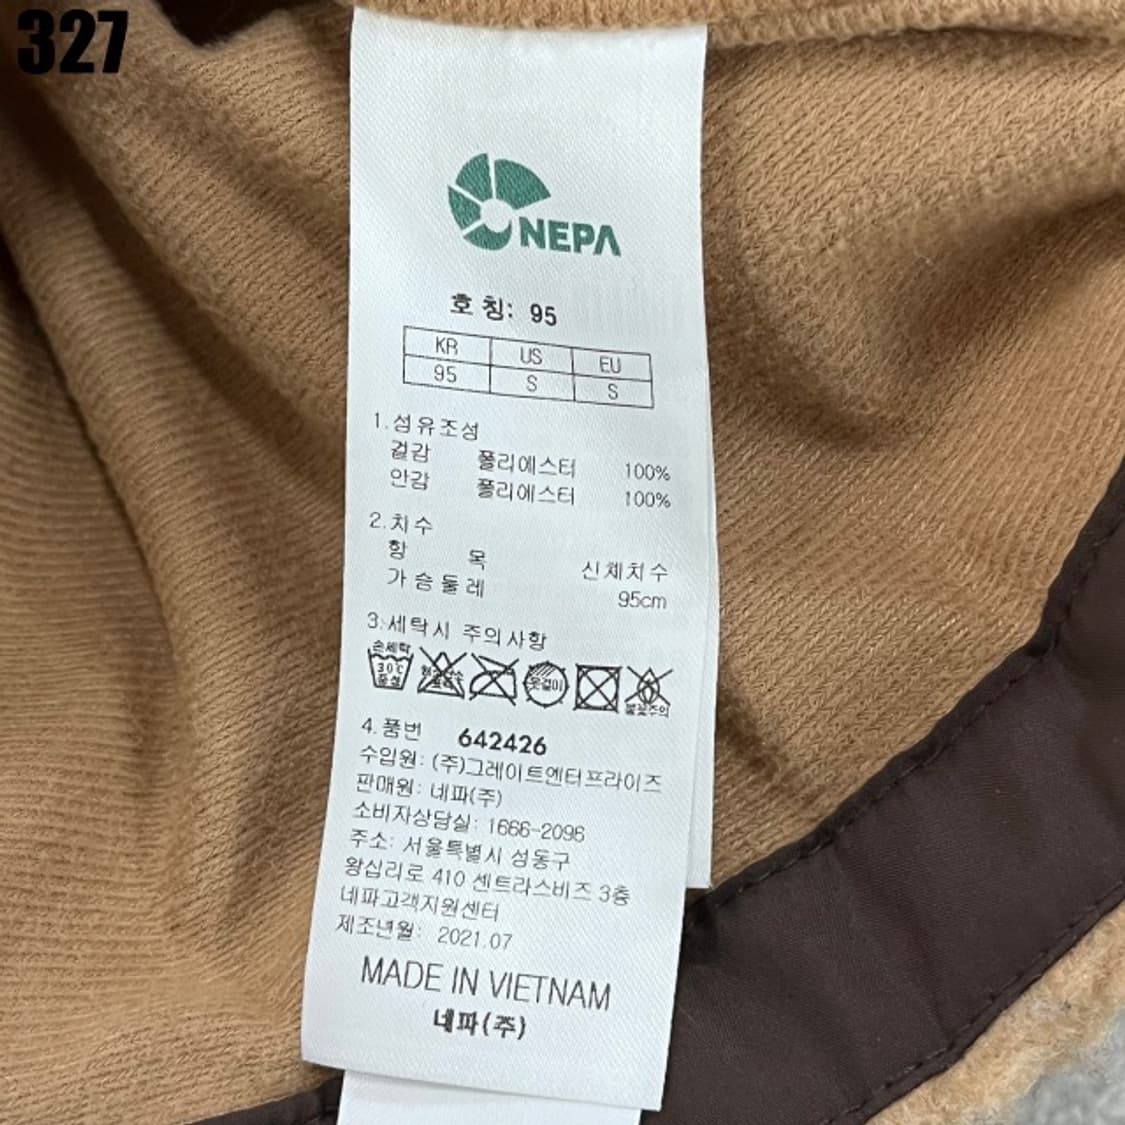 327
NEPA
호칭: 95
KR US EU
95 S S
1.섬유조성
겉감 폴리에스터 100%
안감 폴리에스터 100%
2.치수
항 목 신체치수
가슴둘레 95cm
3.세탁시 주의사항
손세탁
30℃ 옷걸이
중성 불꽃주의
4.품번 642426
수입원: (주)그레이트엔터프라이즈
판매원: 네파(주)
소비자상담실: 1666-2096
주소: 서울특별시 성동구
왕십리로 410 센트라스비즈 3층
네파고객지원센터
제조년월: 2021.07
MADE IN VIETNAM
네파(주)